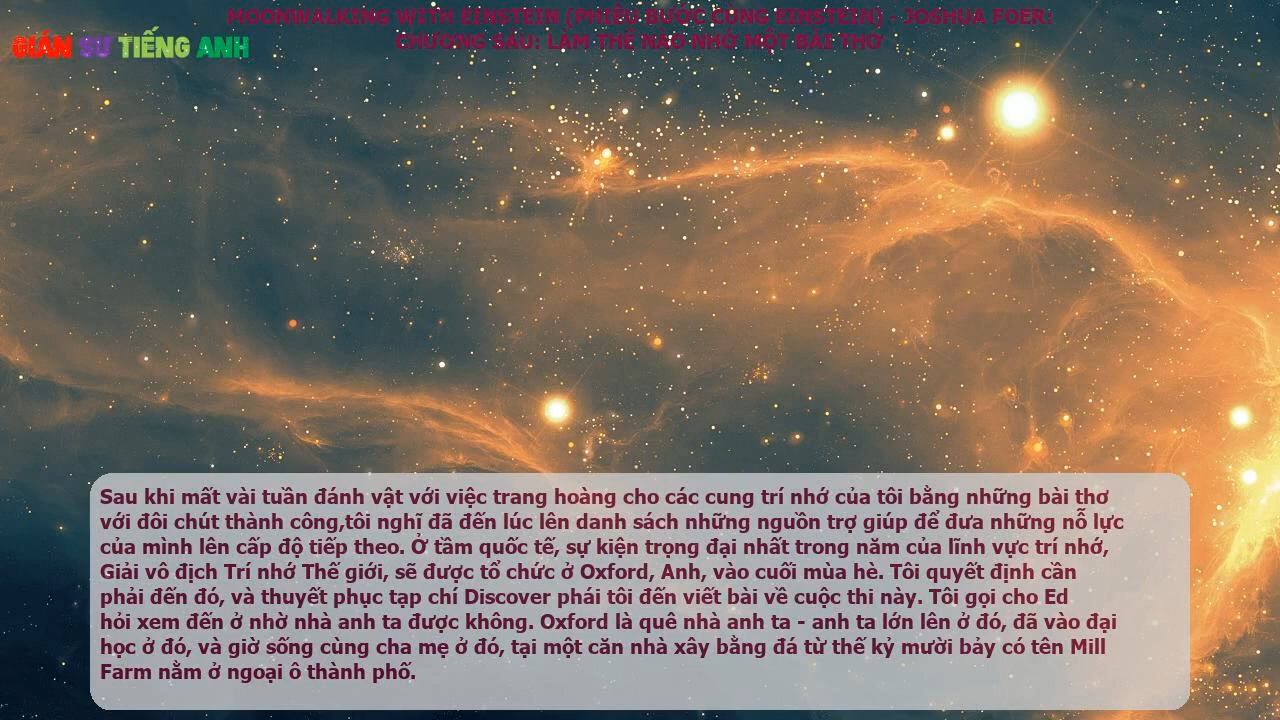 MOONWALKING WITH EINSTEIN (PHIÊU BƯỚC CÙNG EINSTEIN) - JOSHUA FOER:
CHƯƠNG SÁU: LÀM THẾ NÀO NHỚ MỘT BÀI THƠ
GIÁN SỨ TIẾNG ANH
Sau khi mất vài tuần đánh vật với việc trang hoàng cho các cung trí nhớ của tôi bằng những bài thơ
với đôi chút thành công,tôi nghĩ đã đến lúc lên danh sách những nguồn trợ giúp để đưa những nỗ lực
của mình lên cấp độ tiếp theo. Ở tầm quốc tế, sự kiện trọng đại nhất trong năm của lĩnh vực trí nhớ,
Giải vô địch Trí nhớ Thế giới, sẽ được tổ chức ở Oxford, Anh, vào cuối mùa hè. Tôi quyết định cần
phải đến đó, và thuyết phục tạp chí Discover phái tôi đến viết bài về cuộc thi này. Tôi gọi cho Ed
hỏi xem đến ở nhờ nhà anh ta được không. Oxford là quê nhà anh ta - anh ta lớn lên ở đó, đã vào đại
học ở đó, và giờ sống cùng cha mẹ ở đó, tại một căn nhà xây bằng đá từ thế kỷ mười bảy có tên Mill
Farm nằm ở ngoại ô thành phố.